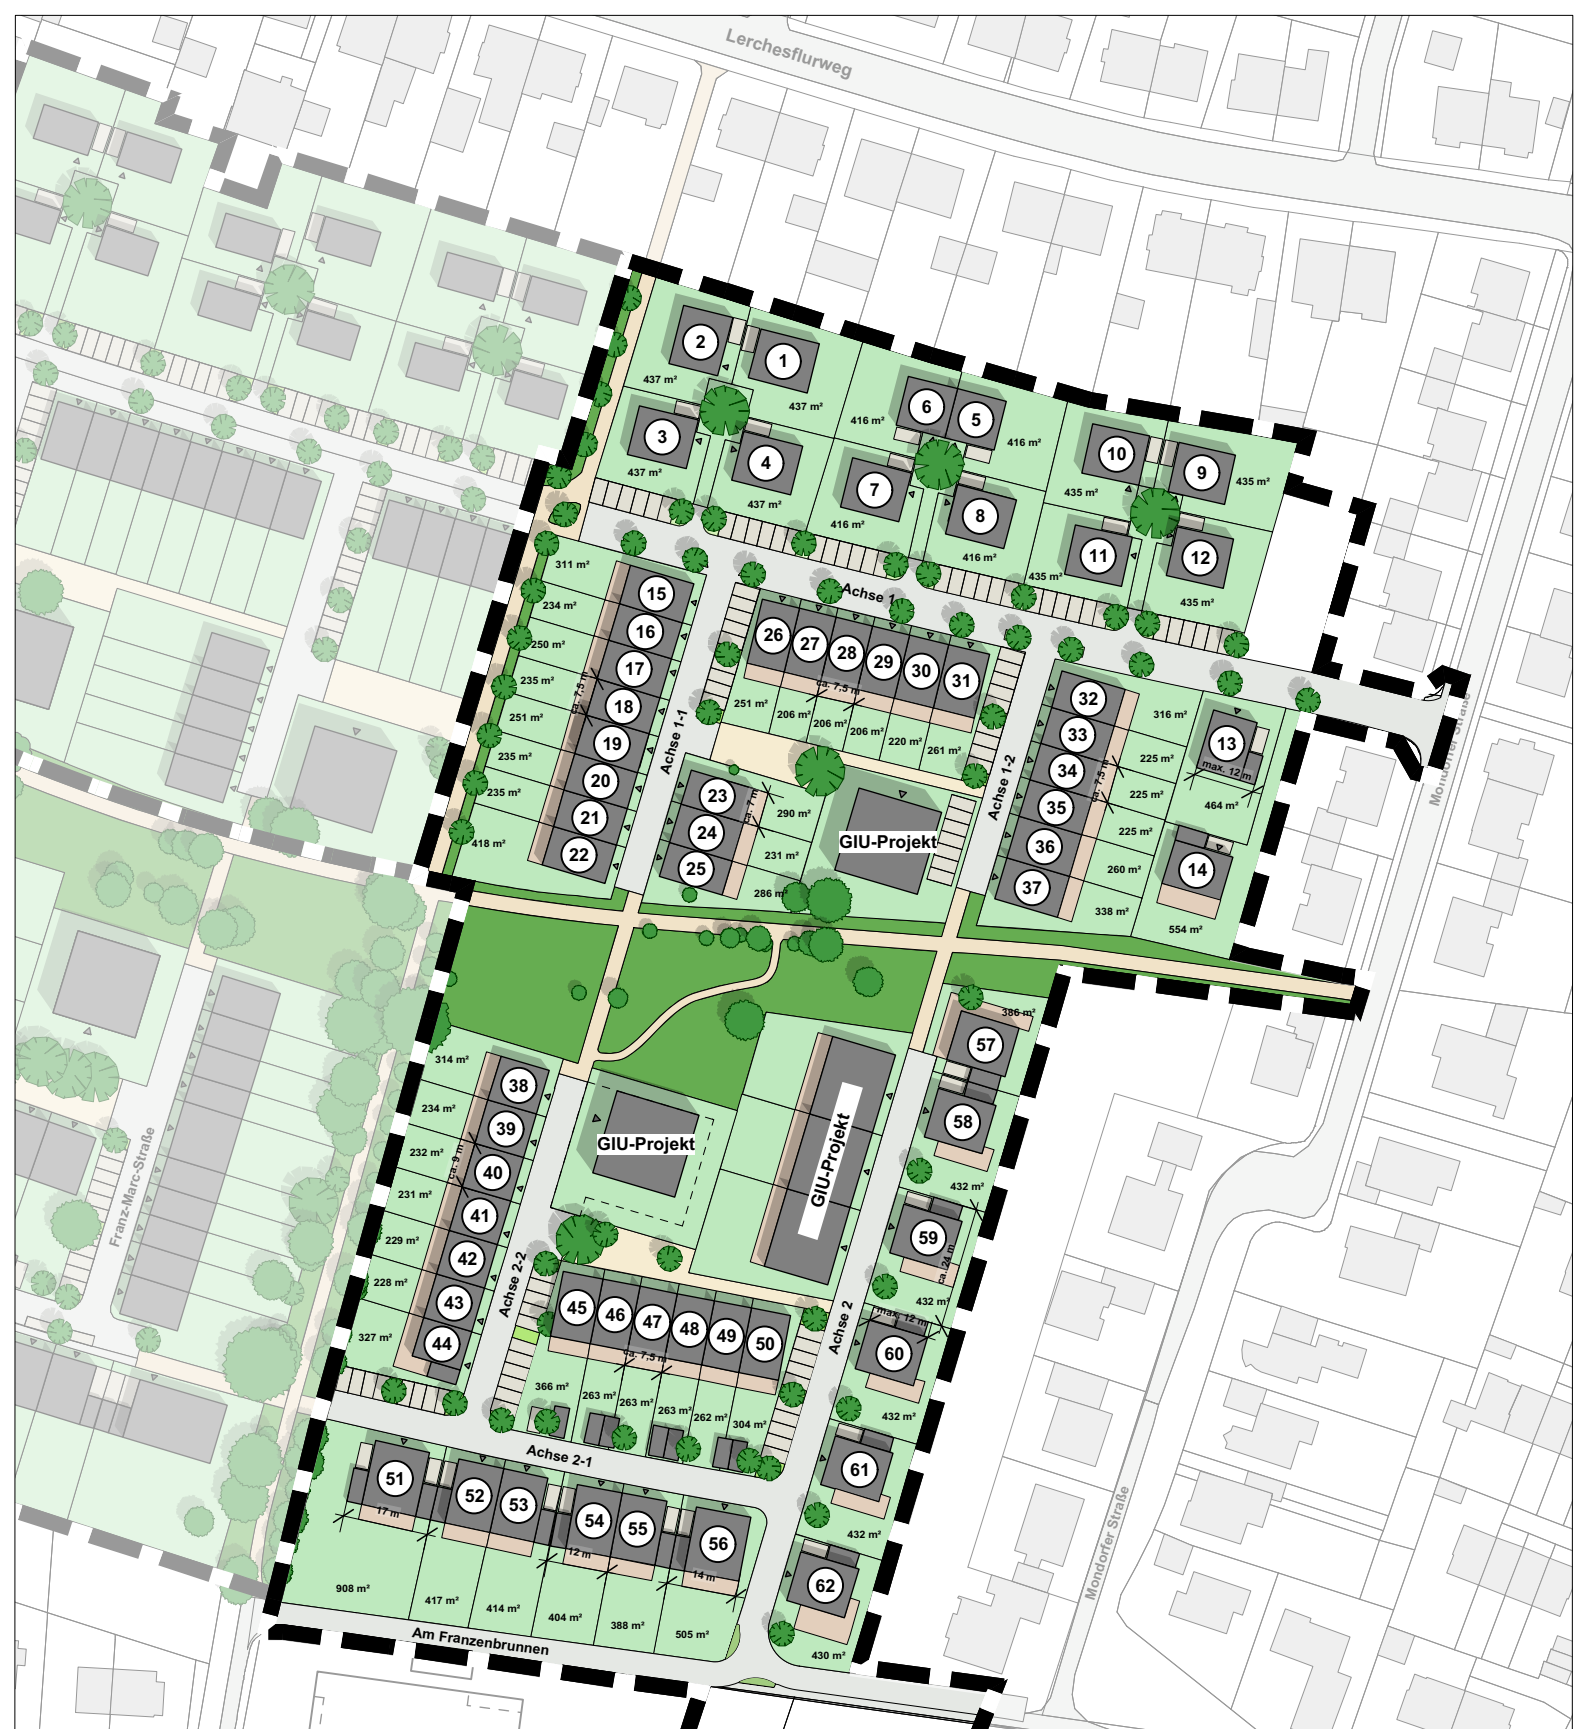 Lerchesflurweg
2
1
437 m²
437 m²
3
4
437 m²
437 m²
6
5
416 m²
416 m²
7
8
416 m²
416 m²
10
9
435 m²
435 m²
11
12
435 m²
435 m²
Achse 1
311 m²
234 m²
250 m²
235 m²
251 m²
235 m²
235 m²
418 m²
15
16
17
18
19
20
21
22
ca. 7,5 m
Achse 1-1
26
27
28
29
30
31
ca. 7,5 m
251 m²
206 m²
206 m²
206 m²
220 m²
261 m²
23
24
25
ca. 7 m
290 m²
231 m²
286 m²
GIU-Projekt
Achse 1-2
32
33
34
35
36
37
ca. 7,5 m
316 m²
225 m²
225 m²
225 m²
260 m²
338 m²
13
max. 12 m
464 m²
14
554 m²
Mondorfer Straße
314 m²
234 m²
232 m²
231 m²
229 m²
228 m²
327 m²
38
39
40
41
42
43
44
ca. 9 m
Achse 2-2
GIU-Projekt
GIU-Projekt
Franz-Marc-Straße
45
46
47
48
49
50
ca. 7,5 m
366 m²
263 m²
263 m²
263 m²
262 m²
304 m²
Achse 2
386 m²
57
58
432 m²
59
ca. 24 m
432 m²
max. 12 m
60
432 m²
61
432 m²
62
430 m²
Achse 2-1
51
52
53
54
55
56
17 m
12 m
14 m
908 m²
417 m²
414 m²
404 m²
388 m²
505 m²
Am Franzenbrunnen
Mondorfer Straße